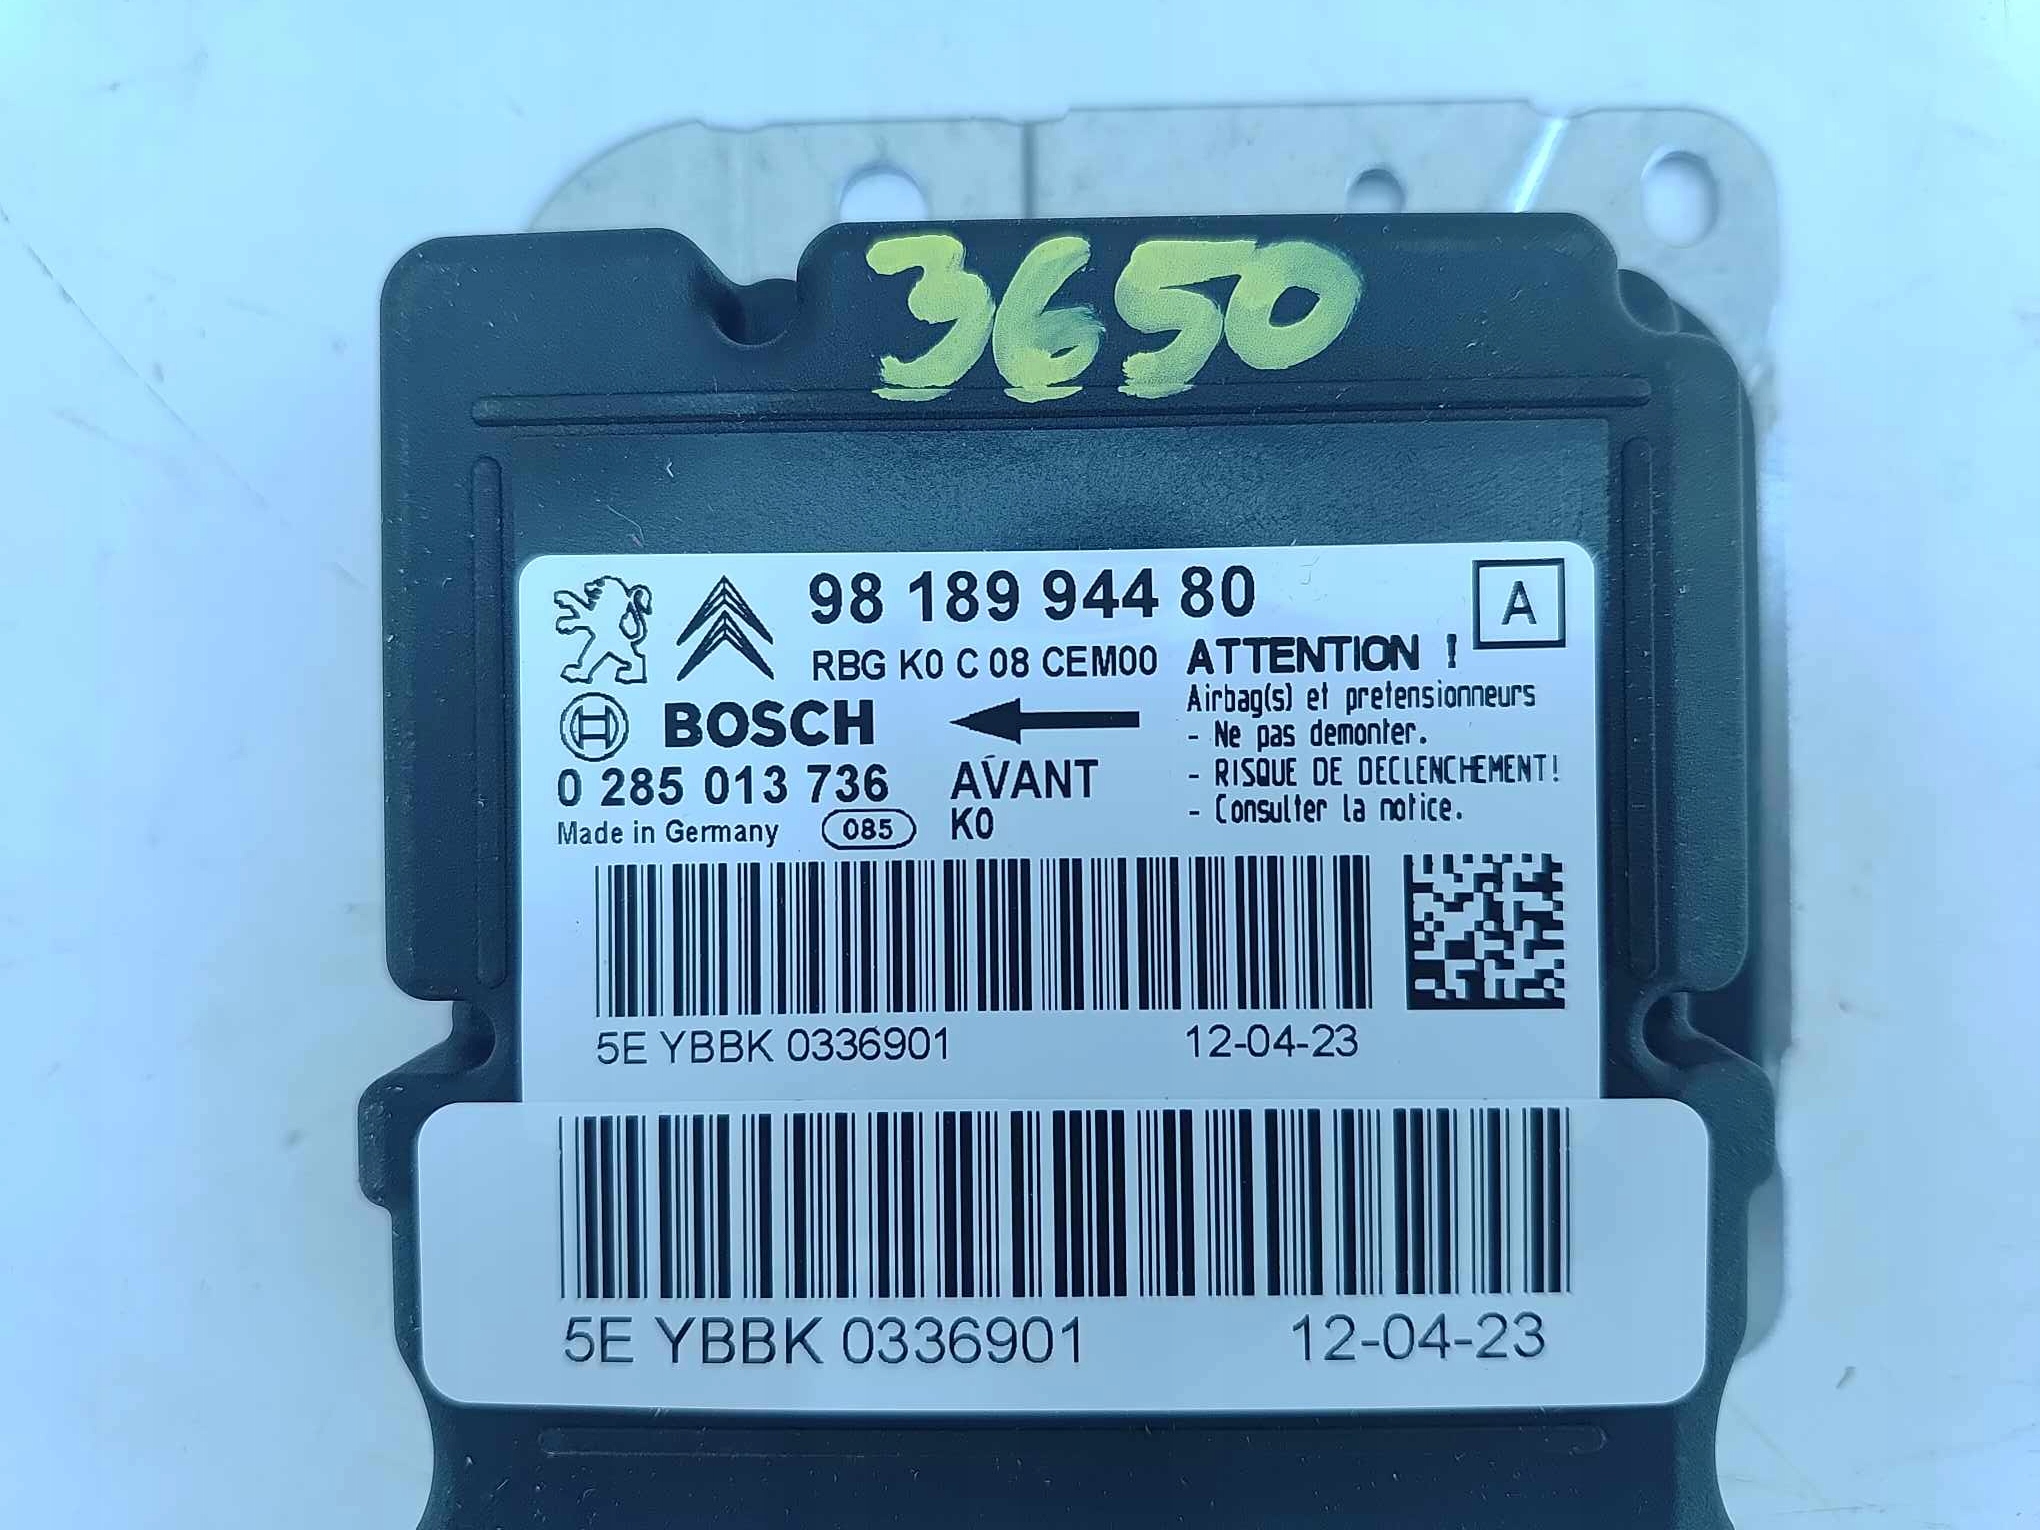 3650
98 189 944 80
A
RBG K0 C 08 CEM00
ATTENTION !
Airbag(s) et pretensionneurs
- Ne pas demonter.
- RISQUE DE DECLENCHEMENT!
- Consulter la notice.
BOSCH
0 285 013 736
AVANT
Made in Germany
085
K0
5E YBBK 0336901
12-04-23
5E YBBK 0336901
12-04-23